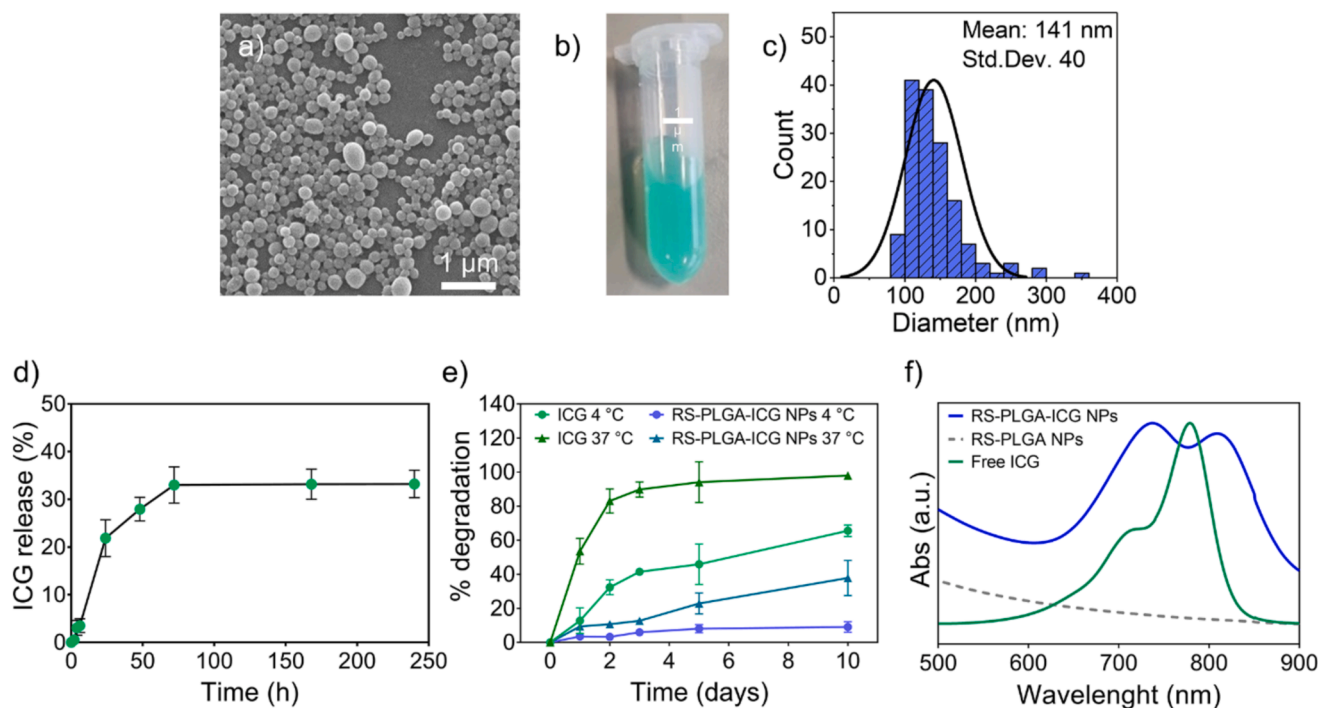 a)
1 μm
b)
1
μ
m
c)
Mean: 141 nm
Std.Dev. 40
Count
50
40
30
20
10
0
0 100 200 300 400
Diameter (nm)
d)
ICG release (%)
50
40
30
20
10
0
0 50 100 150 200 250
Time (h)
e)
% degradation
140
120
100
80
60
40
20
0
ICG 4 °C
RS-PLGA-ICG NPs 4 °C
ICG 37 °C
RS-PLGA-ICG NPs 37 °C
0 2 4 6 8 10
Time (days)
f)
Abs (a.u.)
RS-PLGA-ICG NPs
RS-PLGA NPs
Free ICG
500 600 700 800 900
Wavelenght (nm)